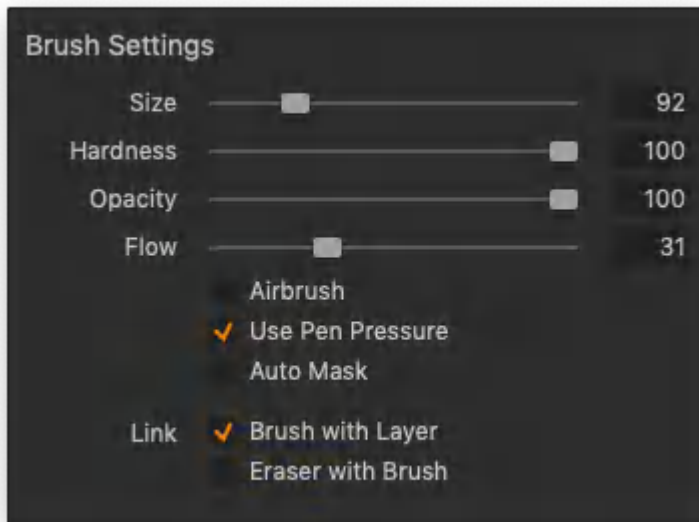 Brush Settings
Size 92
Hardness 100
Opacity 100
Flow 31
Airbrush
Use Pen Pressure
Auto Mask
Link Brush with Layer
Eraser with Brush